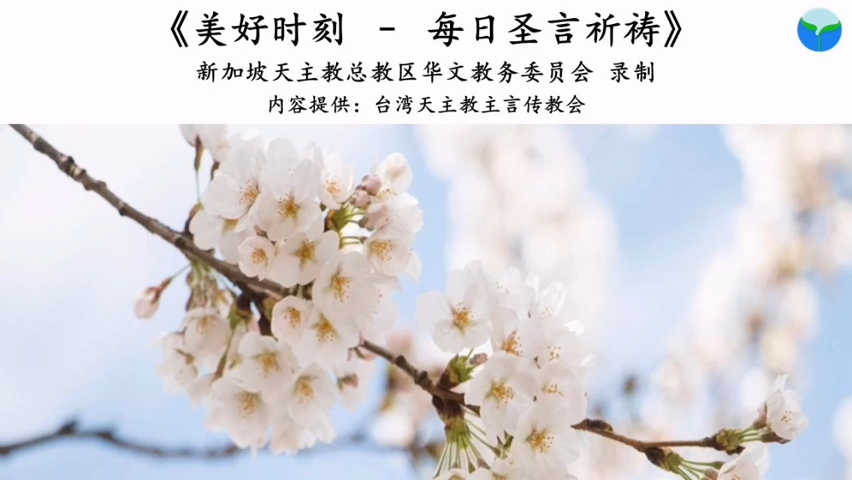 《美好时刻 - 每日圣言祈祷》
新加坡天主教总教区华文教务委员会 录制
内容提供：台湾天主教主言传教会